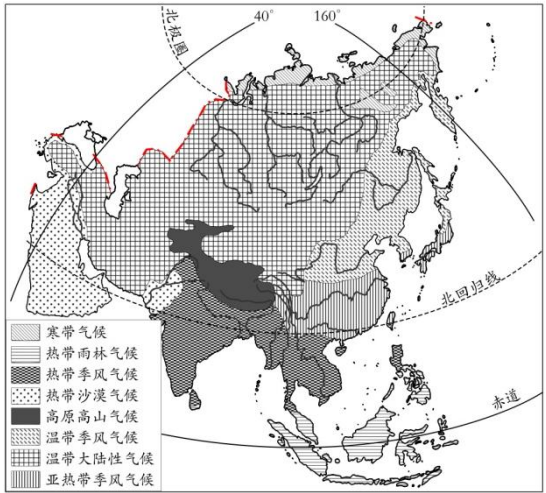 40°
160°
北极圈
北回归线
赤道
寒带气候
热带雨林气候
热带季风气候
热带沙漠气候
高原高山气候
温带季风气候
温带大陆性气候
亚热带季风气候